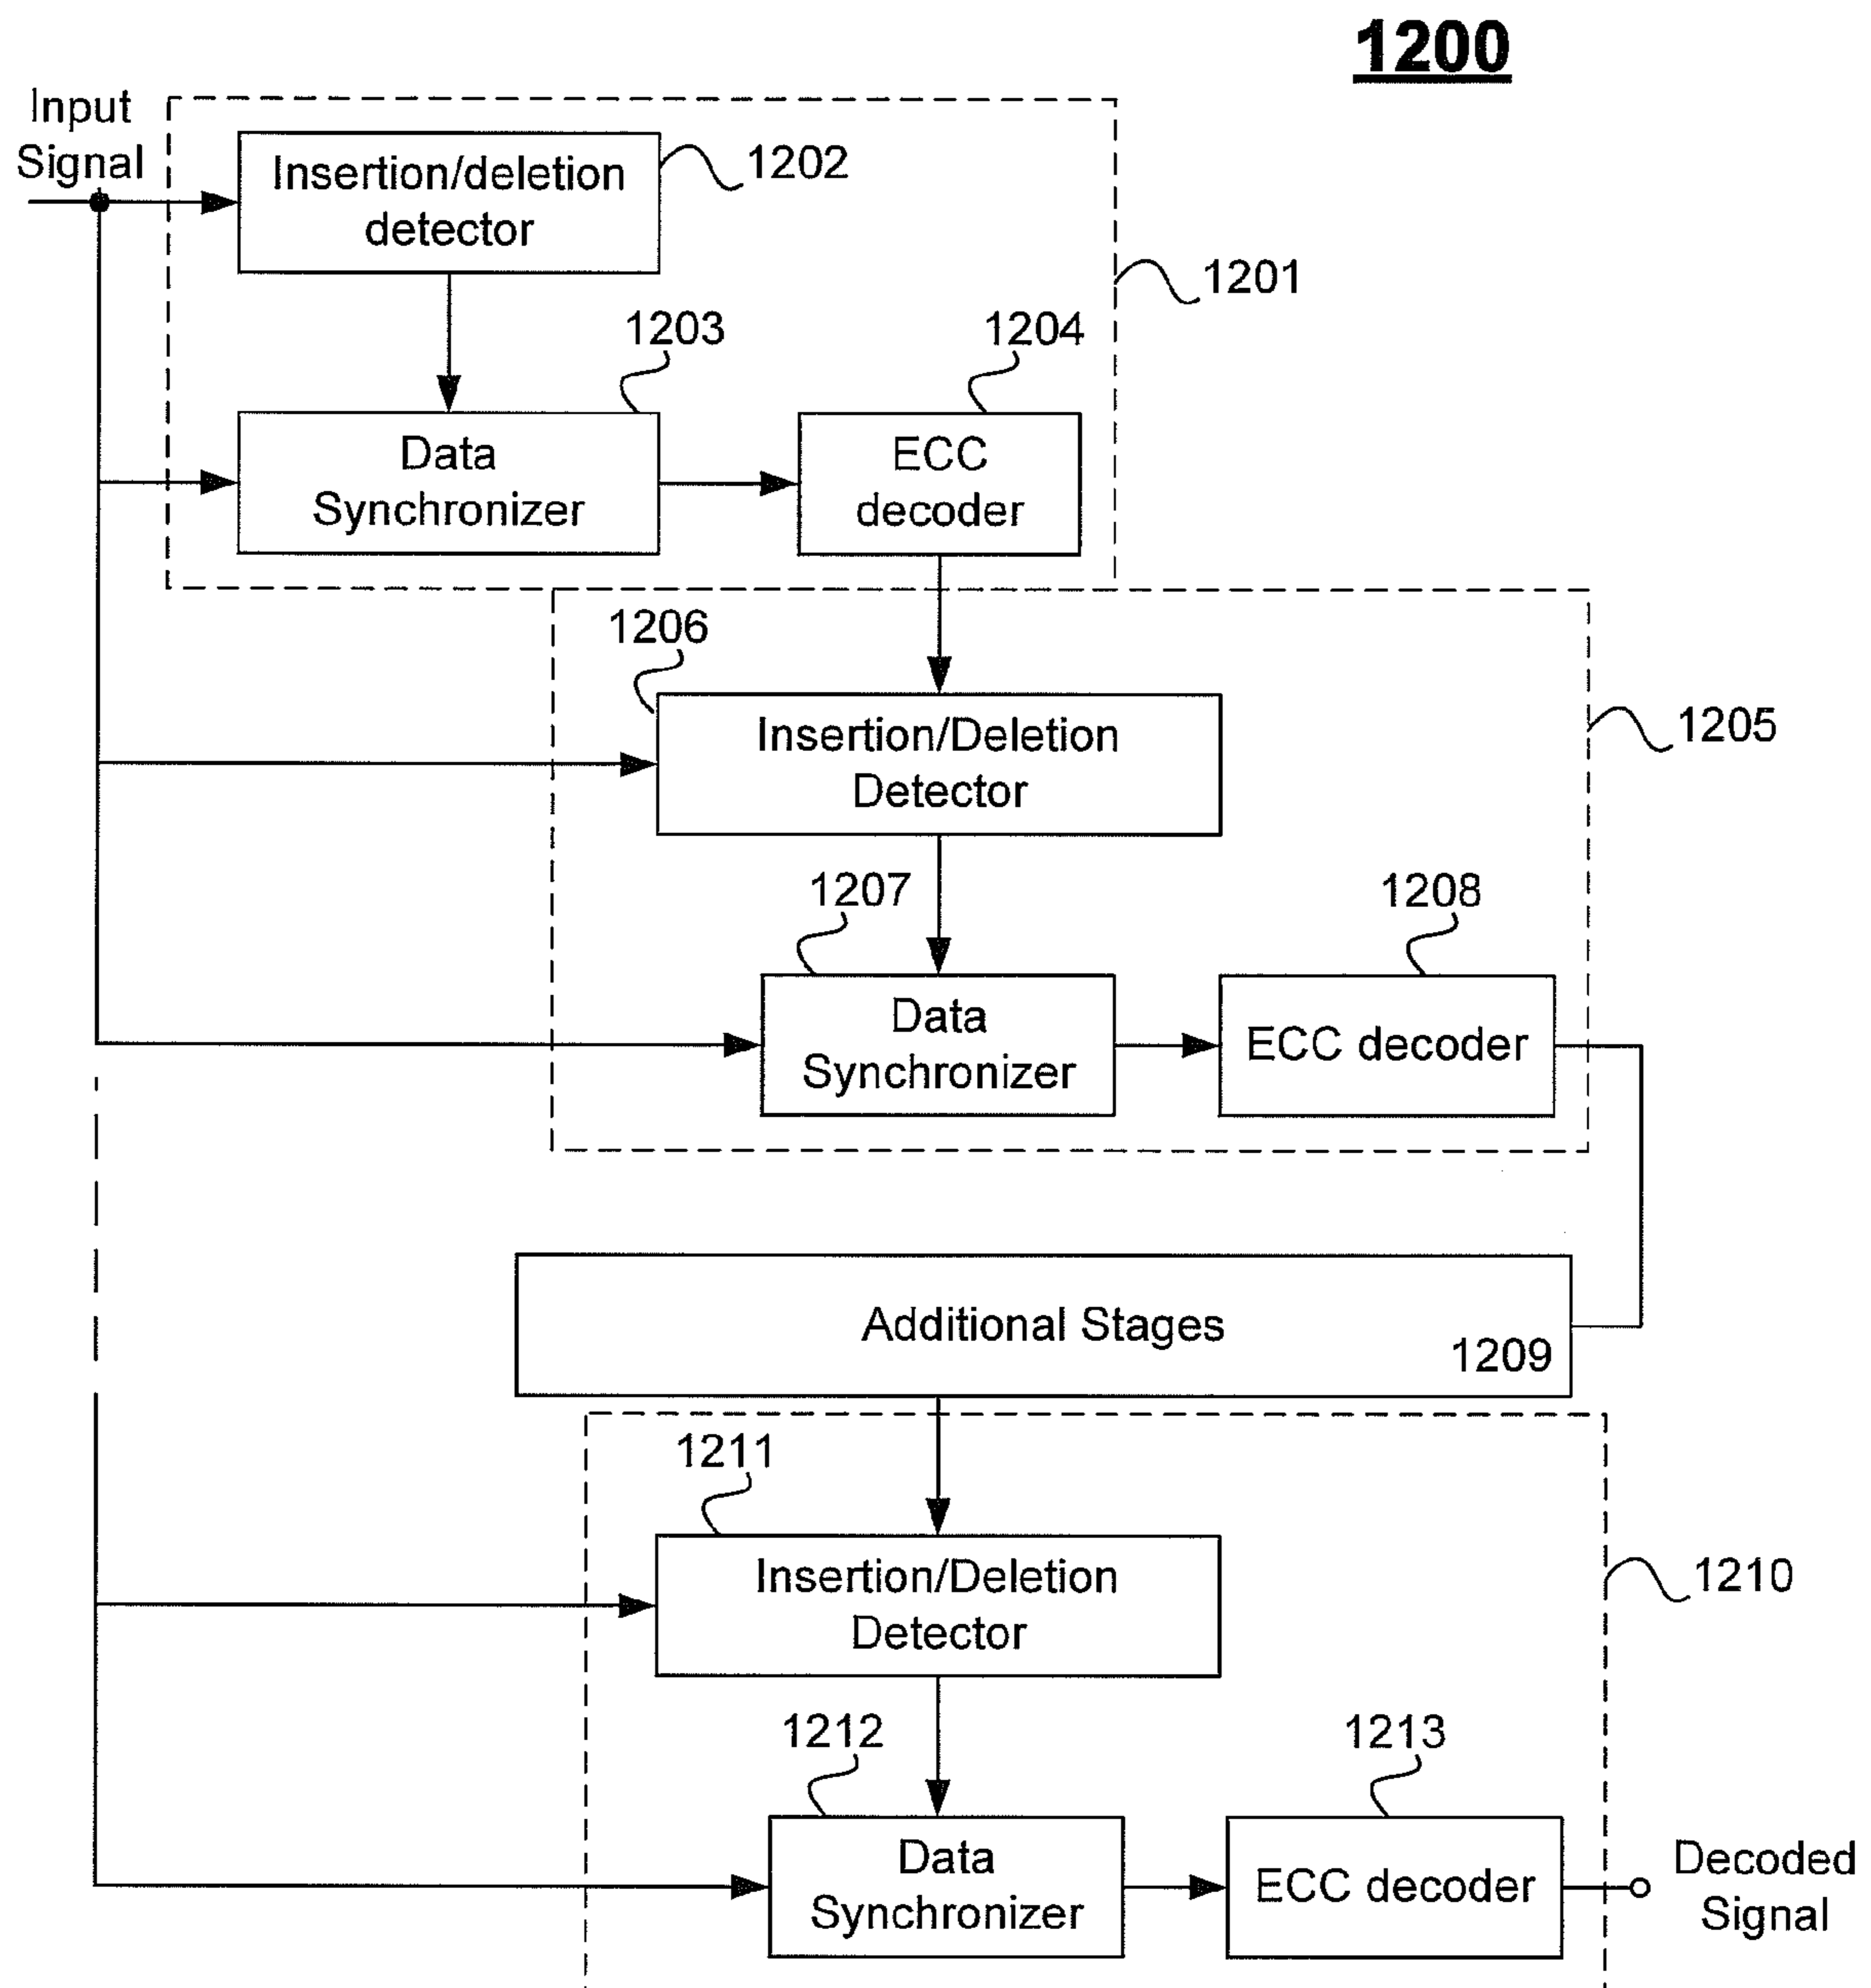 1200
Input
Signal
Insertion/deletion
detector
1202
1201
1203
1204
Data
Synchronizer
ECC
decoder
1206
Insertion/Deletion
Detector
1205
1207
1208
Data
Synchronizer
ECC decoder
Additional Stages
1209
1211
Insertion/Deletion
Detector
1210
1212
1213
Data
Synchronizer
ECC decoder
Decoded
Signal